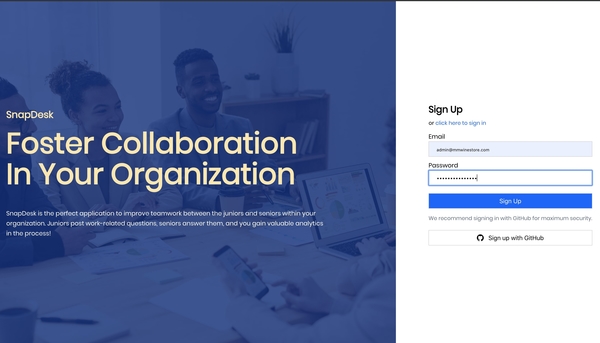 SnapDesk
Foster Collaboration
In Your Organization
SnapDesk is the perfect application to improve teamwork between the juniors and seniors within your
organization. Juniors post work-related questions, seniors answer them, and you gain valuable analytics
in the process!
Sign Up
or click here to sign in
Email
admin@mmwinestore.com
Password
••••••••••••••••
Sign Up
We recommend signing in with GitHub for maximum security.
Sign up with GitHub